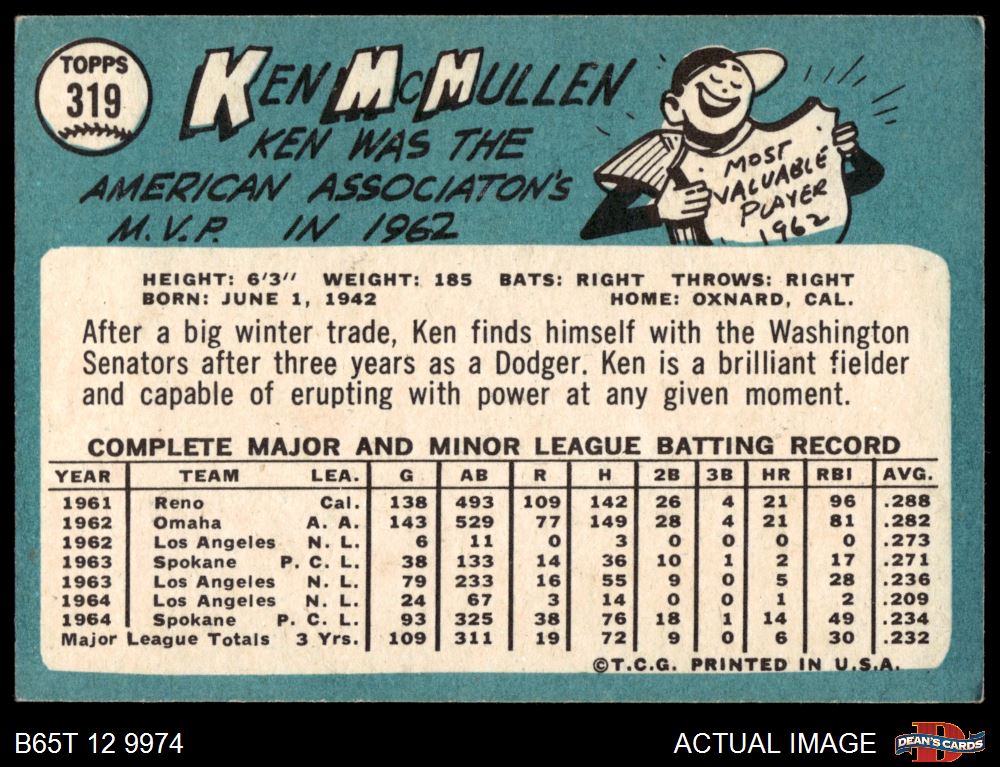 TOPPS
319
KEN MCMULLEN
KEN WAS THE
AMERICAN ASSOCIATON'S
M.V.P. IN 1962
MOST
VALUABLE
PLAYER
1962
HEIGHT: 6'3" WEIGHT: 185 BATS: RIGHT THROWS: RIGHT
BORN: JUNE 1, 1942 HOME: OXNARD, CAL.
After a big winter trade, Ken finds himself with the Washington
Senators after three years as a Dodger. Ken is a brilliant fielder
and capable of erupting with power at any given moment.
COMPLETE MAJOR AND MINOR LEAGUE BATTING RECORD
YEAR TEAM LEA. G AB R H 2B 3B HR RBI AVG.
1961 Reno Cal. 138 493 109 142 26 4 21 96 .288
1962 Omaha A. A. 143 529 77 149 28 4 21 81 .282
1962 Los Angeles N. L. 6 11 0 3 0 0 0 0 .273
1963 Spokane P. C. L. 38 133 14 36 10 1 2 17 .271
1963 Los Angeles N. L. 79 233 16 55 9 0 5 28 .236
1964 Los Angeles N. L. 24 67 3 14 0 0 1 2 .209
1964 Spokane P. C. L. 93 325 38 76 18 1 14 49 .234
Major League Totals 3 Yrs. 109 311 19 72 9 0 6 30 .232
©T.C.G. PRINTED IN U.S.A.
B65T 12 9974 ACTUAL IMAGE
D
DEAN'S CARDS